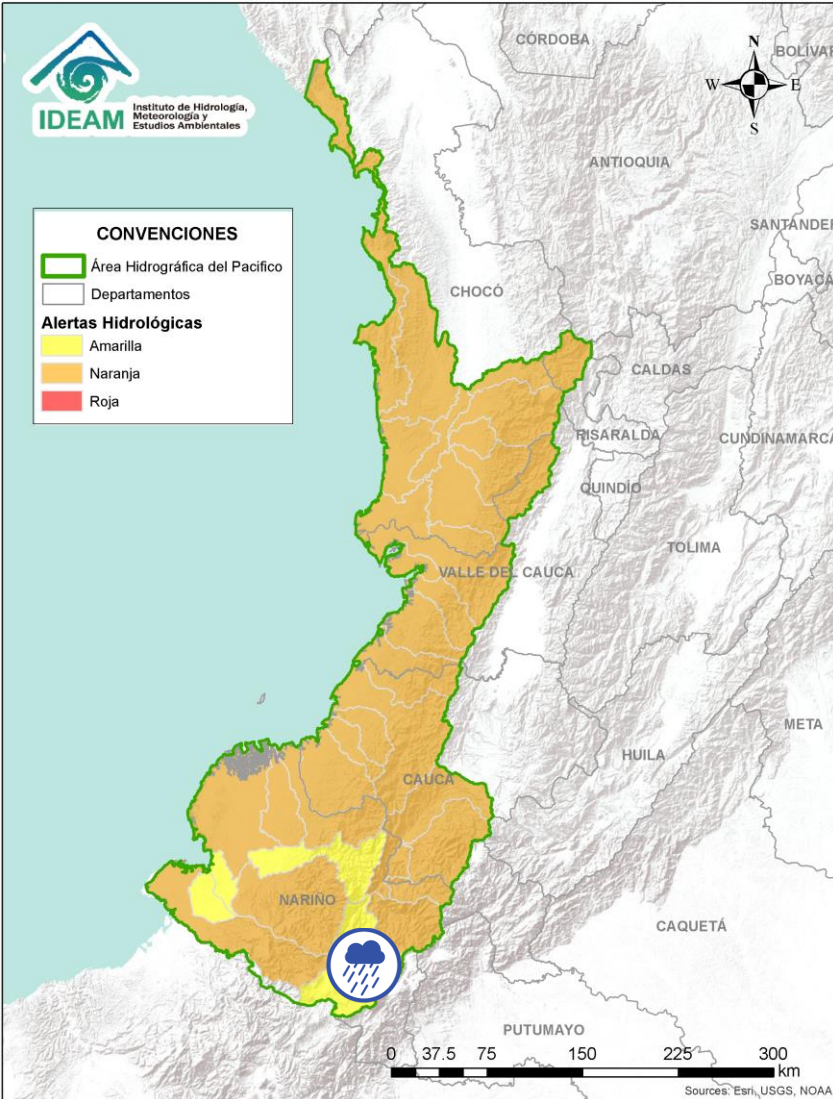 IDEAM
Instituto de Hidrología,
Meteorología y
Estudios Ambientales
N
W
E
S
CÓRDOBA
BOLÍVAR
ANTIOQUIA
SANTANDER
BOYACÁ
CHOCÓ
CALDAS
RISARALDA
CUNDINAMARCA
QUINDÍO
TOLIMA
VALLE DEL CAUCA
META
HUILA
CAUCA
NARIÑO
CAQUETÁ
PUTUMAYO
CONVENCIONES
Área Hidrográfica del Pacifico
Departamentos
Alertas Hidrológicas
Amarilla
Naranja
Roja
0 37.5 75 150 225 300
km
Sources: Esri, USGS, NOAA